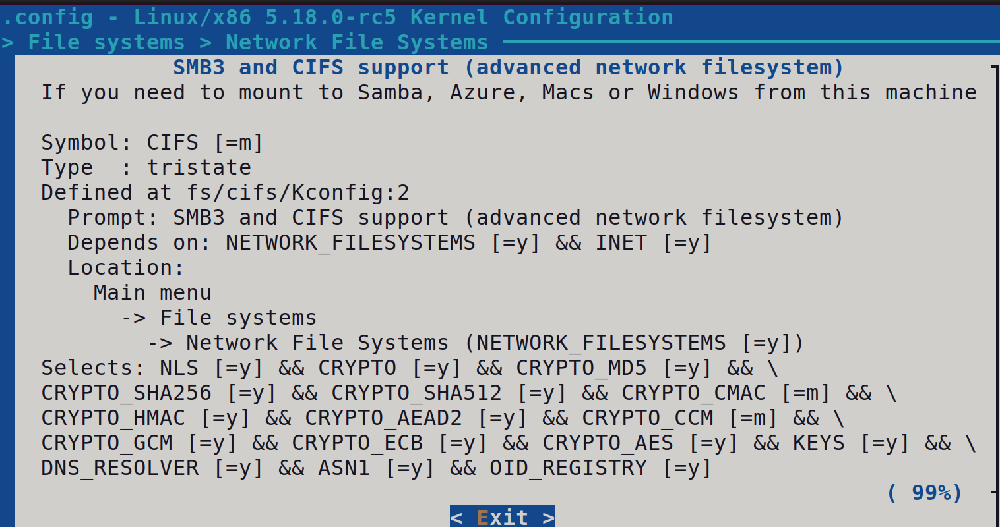 .config - Linux/x86 5.18.0-rc5 Kernel Configuration
> File systems > Network File Systems
SMB3 and CIFS support (advanced network filesystem)
If you need to mount to Samba, Azure, Macs or Windows from this machine
Symbol: CIFS [=m]
Type  : tristate
Defined at fs/cifs/Kconfig:2
Prompt: SMB3 and CIFS support (advanced network filesystem)
Depends on: NETWORK_FILESYSTEMS [=y] && INET [=y]
Location:
Main menu
-> File systems
-> Network File Systems (NETWORK_FILESYSTEMS [=y])
Selects: NLS [=y] && CRYPTO [=y] && CRYPTO_MD5 [=y] && \
CRYPTO_SHA256 [=y] && CRYPTO_SHA512 [=y] && CRYPTO_CMAC [=m] && \
CRYPTO_HMAC [=y] && CRYPTO_AEAD2 [=y] && CRYPTO_CCM [=m] && \
CRYPTO_GCM [=y] && CRYPTO_ECB [=y] && CRYPTO_AES [=y] && KEYS [=y] && \
DNS_RESOLVER [=y] && ASN1 [=y] && OID_REGISTRY [=y]
( 99%)
< Exit >